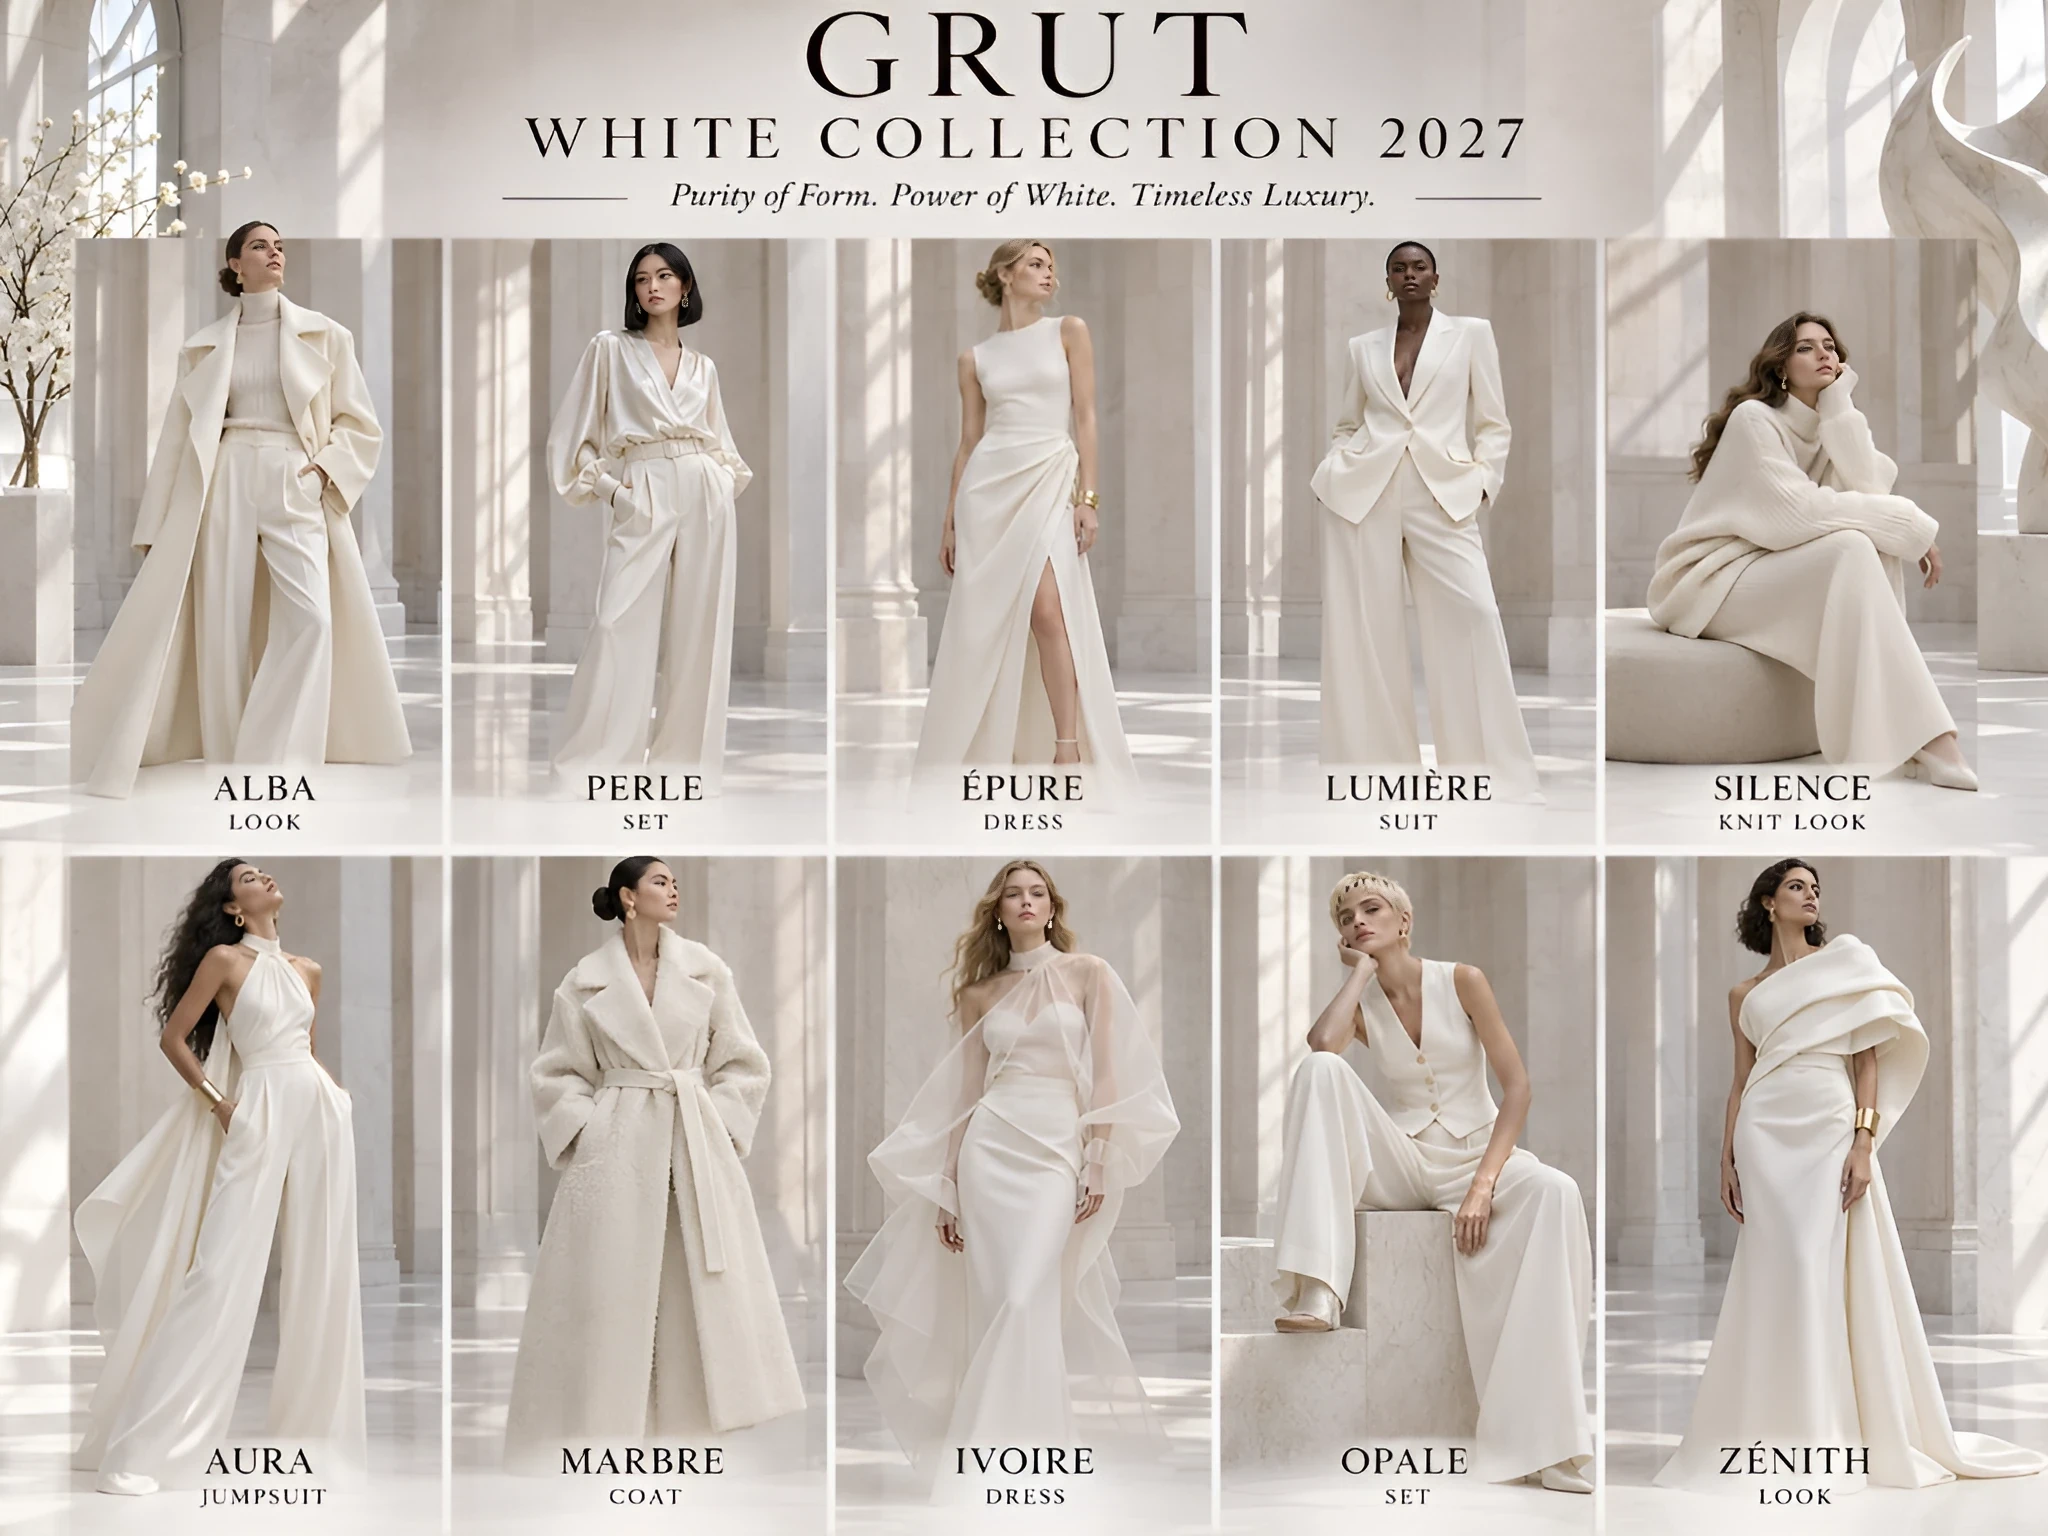 GRUT
WHITE COLLECTION 2027
Purity of Form. Power of White. Timeless Luxury.
ALBA
LOOK
PERLE
SET
ÉPURE
DRESS
LUMIÈRE
SUIT
SILENCE
KNIT LOOK
AURA
JUMPSUIT
MARBRE
COAT
IVOIRE
DRESS
OPALE
SET
ZÉNITH
LOOK